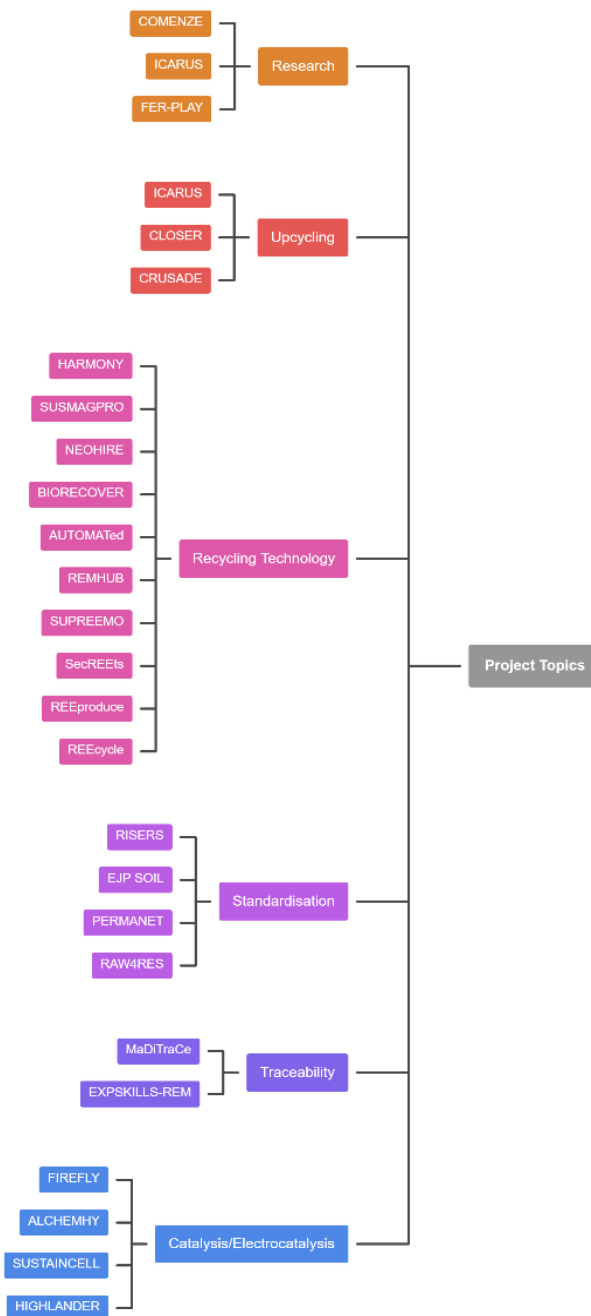 COMENZE
ICARUS
Research
FER-PLAY
ICARUS
CLOSER
Upcycling
CRUSADE
HARMONY
SUSMAGPRO
NEOHIRE
BIORECOVER
AUTOMATed
Recycling Technology
REMHUB
SUPREEMO
SecREEts
Project Topics
REEproduce
REEcycle
RISERS
EJP SOIL
Standardisation
PERMANET
RAW4RES
MaDiTraCe
Traceability
EXPSKILLS-REM
FIREFLY
ALCHEMHY
Catalysis/Electrocatalysis
SUSTAINCELL
HIGHLANDER